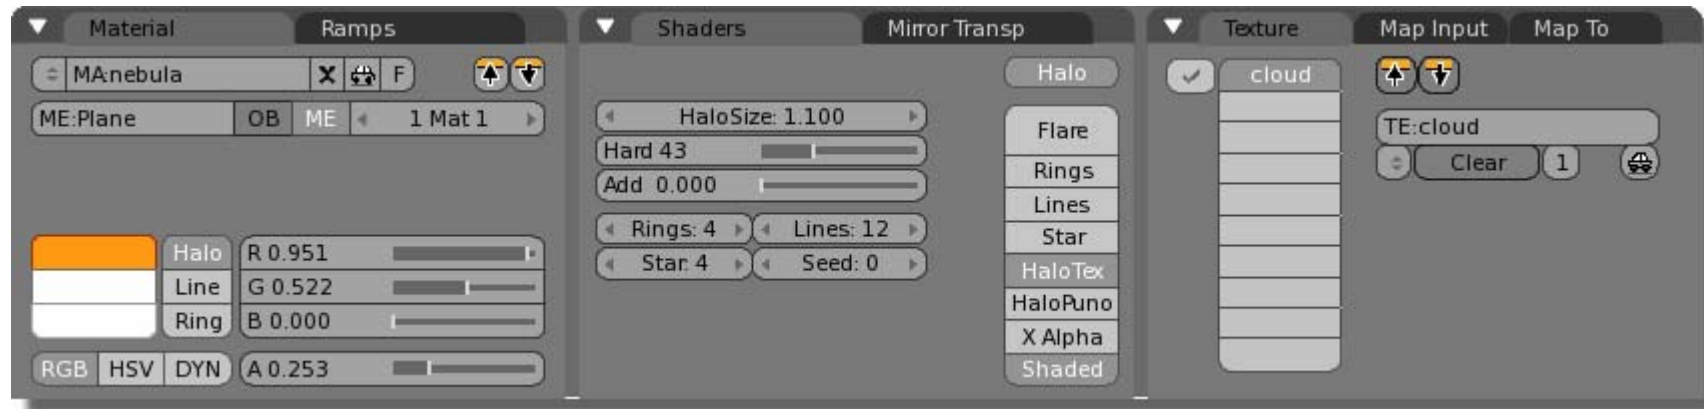 Material Ramps
MA:nebula X F
ME:Plane OB ME 1 Mat 1
Halo R 0.951
Line G 0.522
Ring B 0.000
RGB HSV DYN A 0.253
Shaders Mirror Transp
Halo
HaloSize: 1.100
Hard 43
Add 0.000
Rings: 4 Lines: 12
Star: 4 Seed: 0
Flare
Rings
Lines
Star
HaloTex
HaloPuno
X Alpha
Shaded
Texture Map Input Map To
cloud
TE:cloud
Clear 1